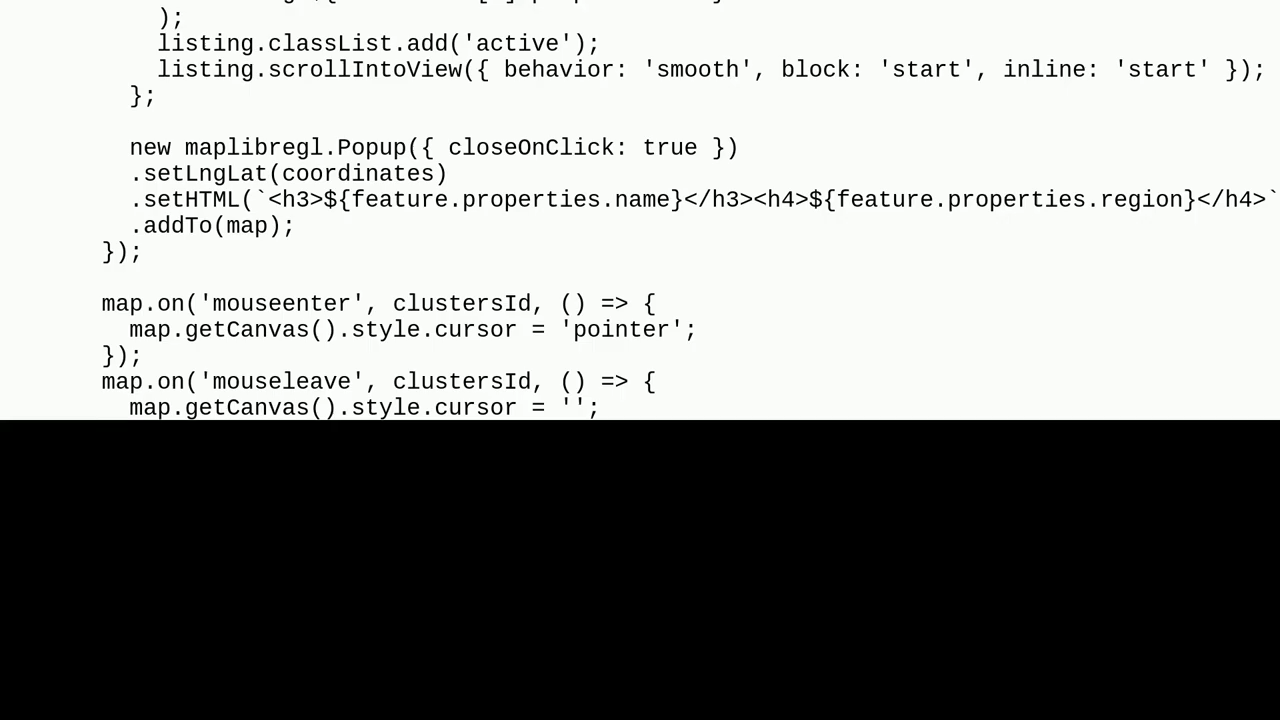 );
listing.classList.add('active');
listing.scrollIntoView({ behavior: 'smooth', block: 'start', inline: 'start' });
};
new maplibregl.Popup({ closeOnClick: true })
.setLngLat(coordinates)
.setHTML(`<h3>${feature.properties.name}</h3><h4>${feature.properties.region}</h4>`
.addTo(map);
});
map.on('mouseenter', clustersId, () => {
map.getCanvas().style.cursor = 'pointer';
});
map.on('mouseleave', clustersId, () => {
map.getCanvas().style.cursor = '';